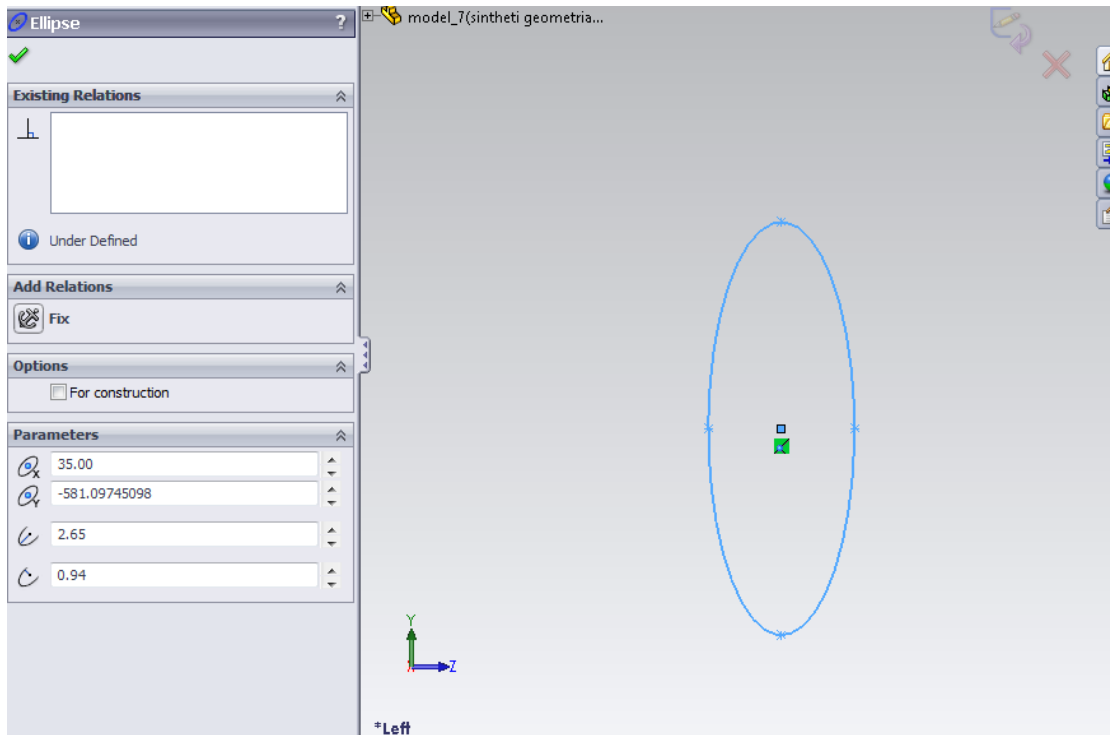 Ellipse ?
model_7(sintheti geometria...
Existing Relations
Under Defined
Add Relations
Fix
Options
For construction
Parameters
X 35.00
Y -581.09745098
2.65
0.94
Y
Z
*Left